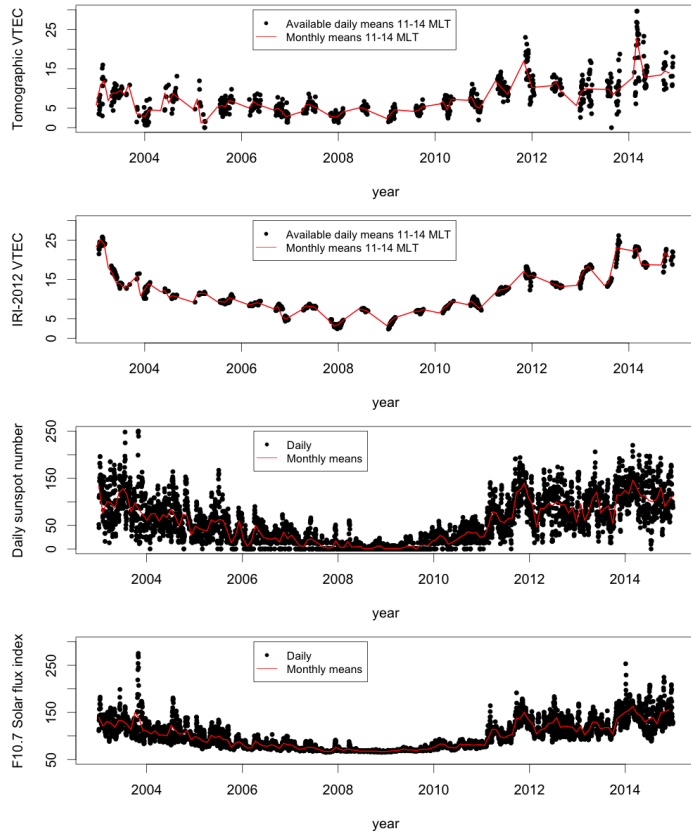 Tomographic VTEC
0 5 15 25
Available daily means 11-14 MLT
Monthly means 11-14 MLT
2004 2006 2008 2010 2012 2014
year
IRI-2012 VTEC
0 5 15 25
Available daily means 11-14 MLT
Monthly means 11-14 MLT
2004 2006 2008 2010 2012 2014
year
Daily sunspot number
0 50 150 250
Daily
Monthly means
2004 2006 2008 2010 2012 2014
year
F10.7 Solar flux index
50 150 250
Daily
Monthly means
2004 2006 2008 2010 2012 2014
year